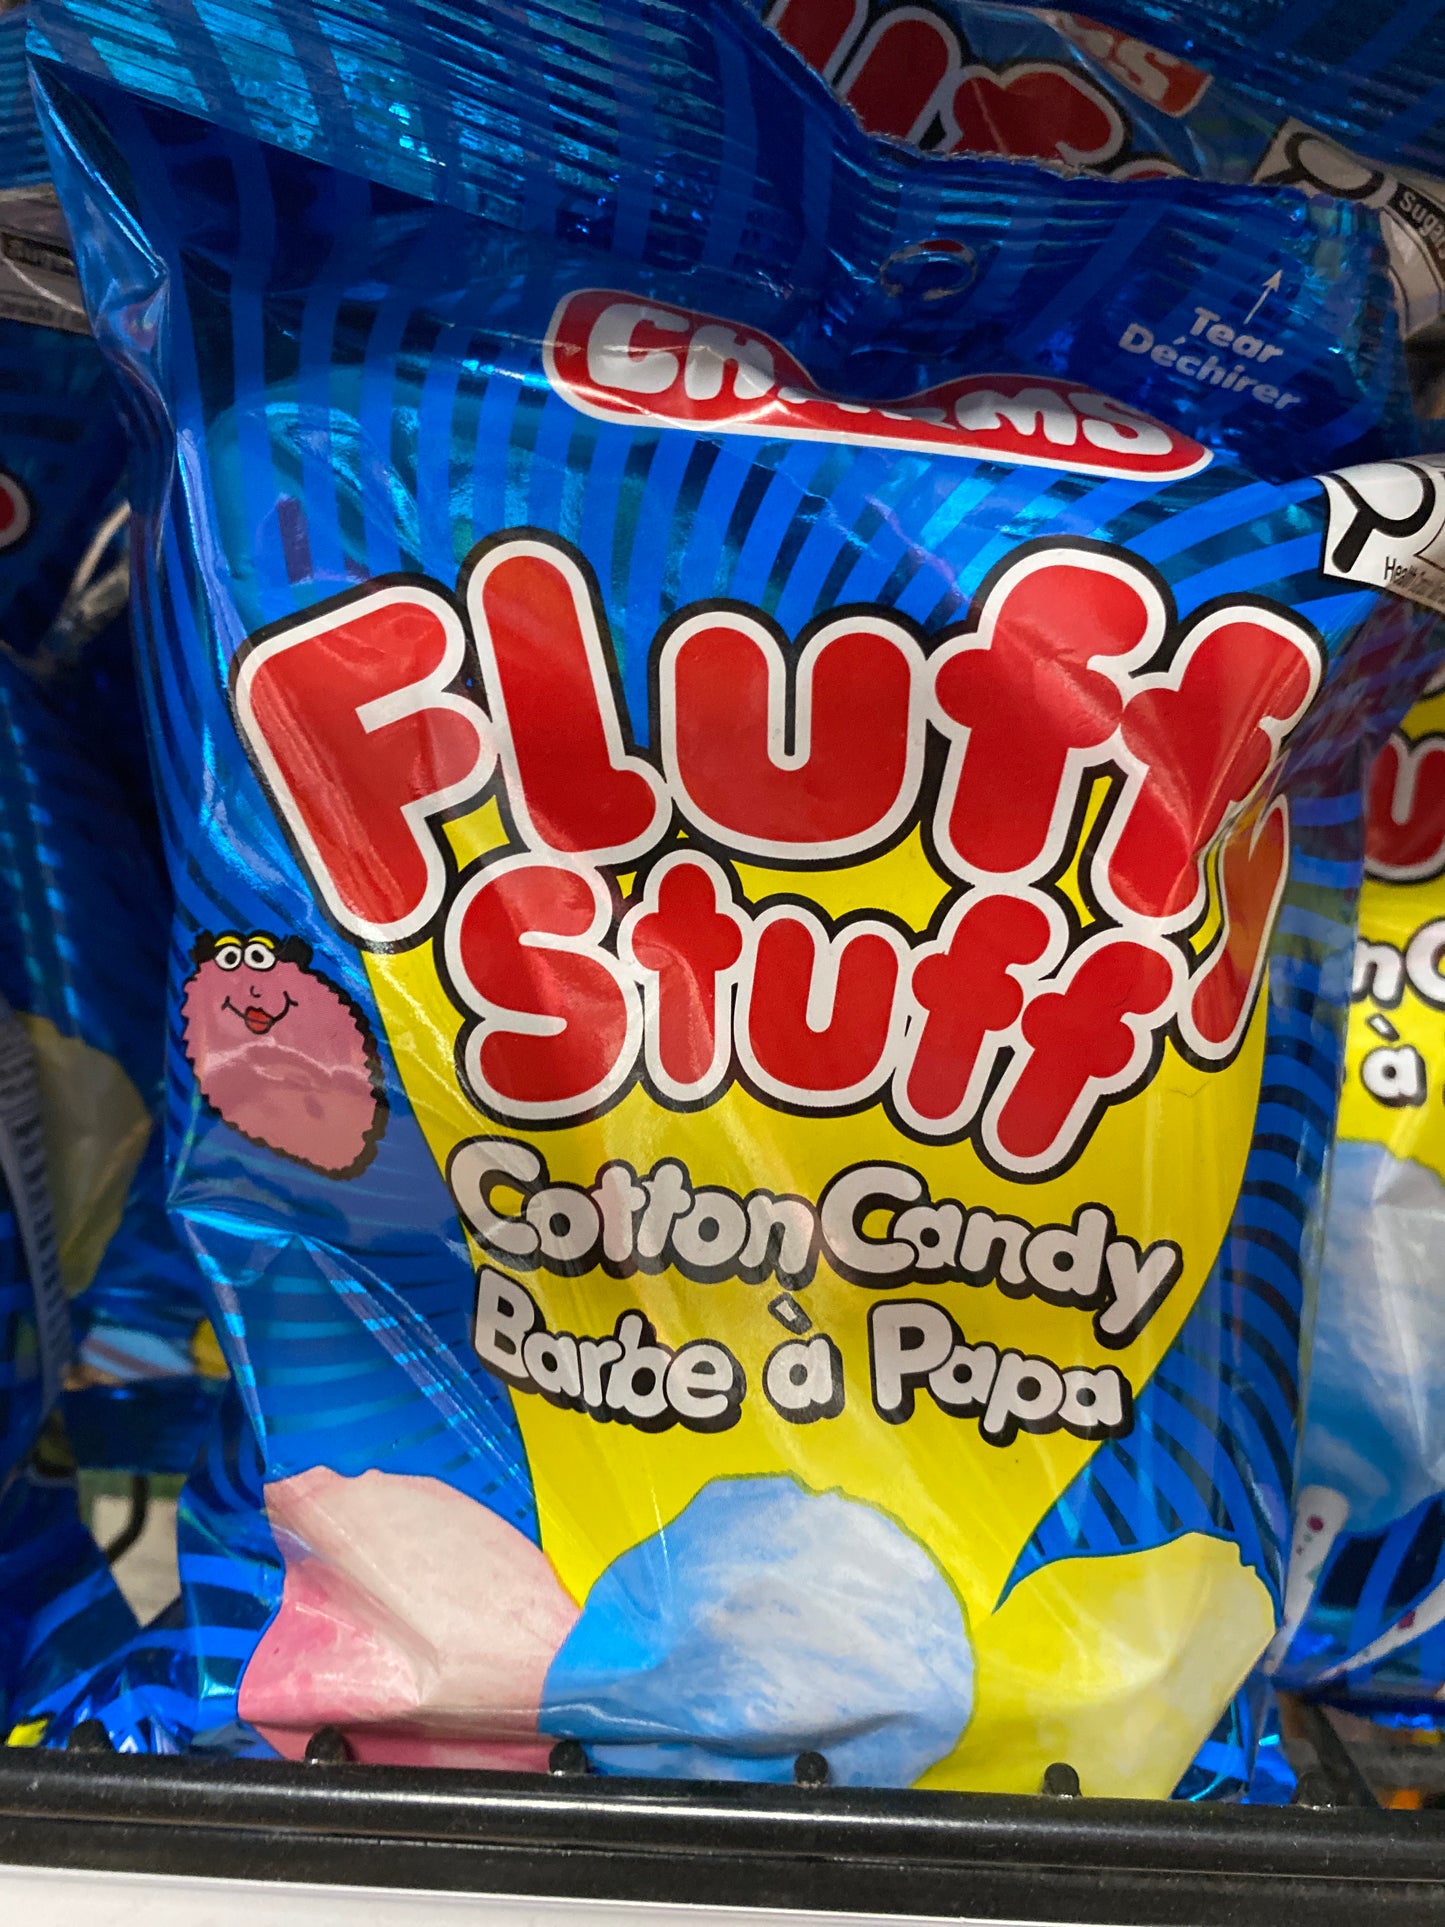 Tear
Déchirer
CHARMS
Fluffy
Stuff
Cotton Candy
Barbe à Papa